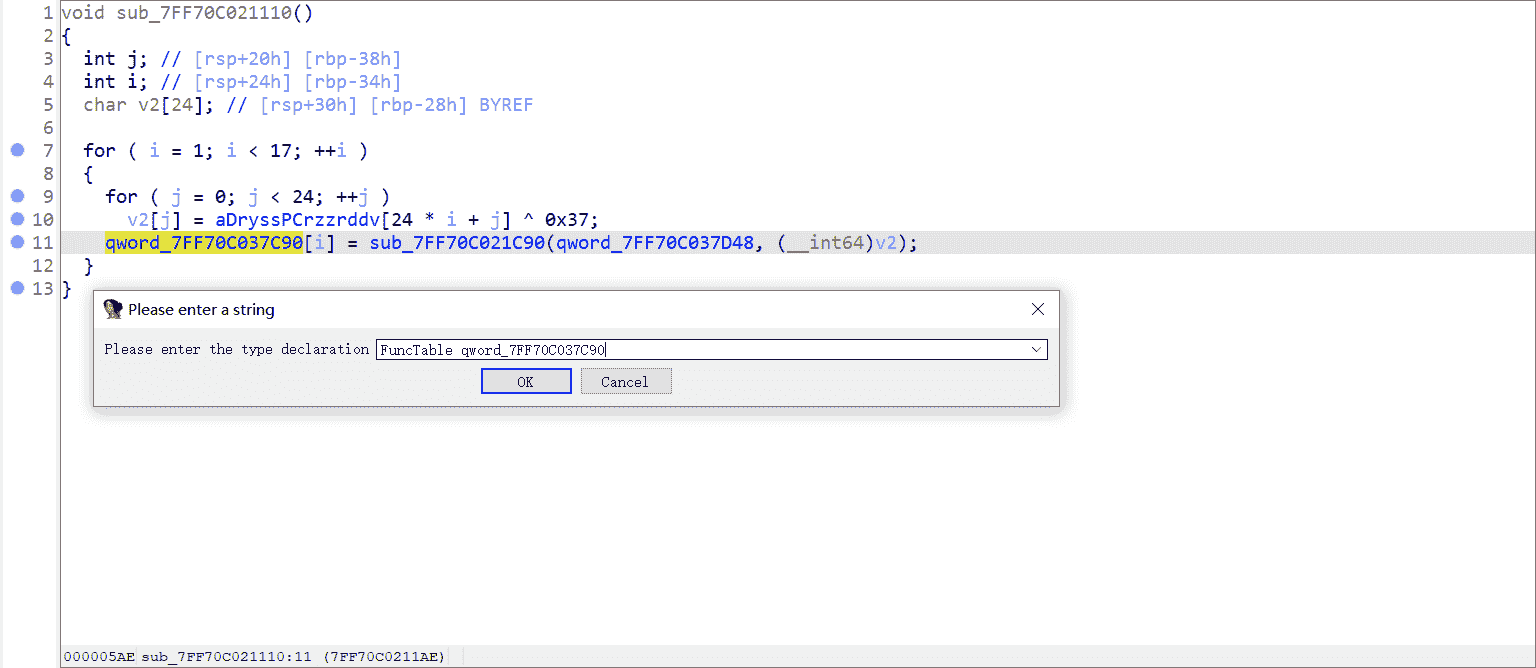 1 void sub_7FF70C021110()
2 {
3 int j; // [rsp+20h] [rbp-38h]
4 int i; // [rsp+24h] [rbp-34h]
5 char v2[24]; // [rsp+30h] [rbp-28h] BYREF
6
7 for ( i = 1; i < 17; ++i )
8 {
9 for ( j = 0; j < 24; ++j )
10 v2[j] = aDryssPCrzzrddv[24 * i + j] ^ 0x37;
11 qword_7FF70C037C90[i] = sub_7FF70C021C90(qword_7FF70C037D48, (__int64)v2);
12 }
13 }
Please enter a string
Please enter the type declaration FuncTable qword_7FF70C037C90
OK Cancel
000005AE sub_7FF70C021110:11 (7FF70C0211AE)